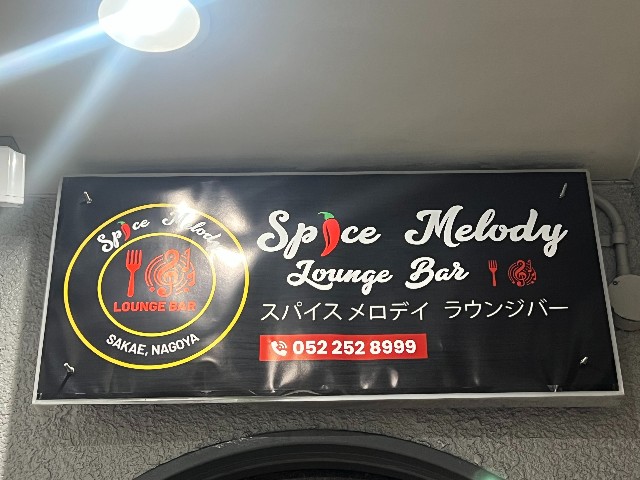 Spice Melody
LOUNGE BAR
SAKAE, NAGOYA
Spice Melody
Lounge Bar
スパイス メロデイ ラウンジバー
052 252 8999